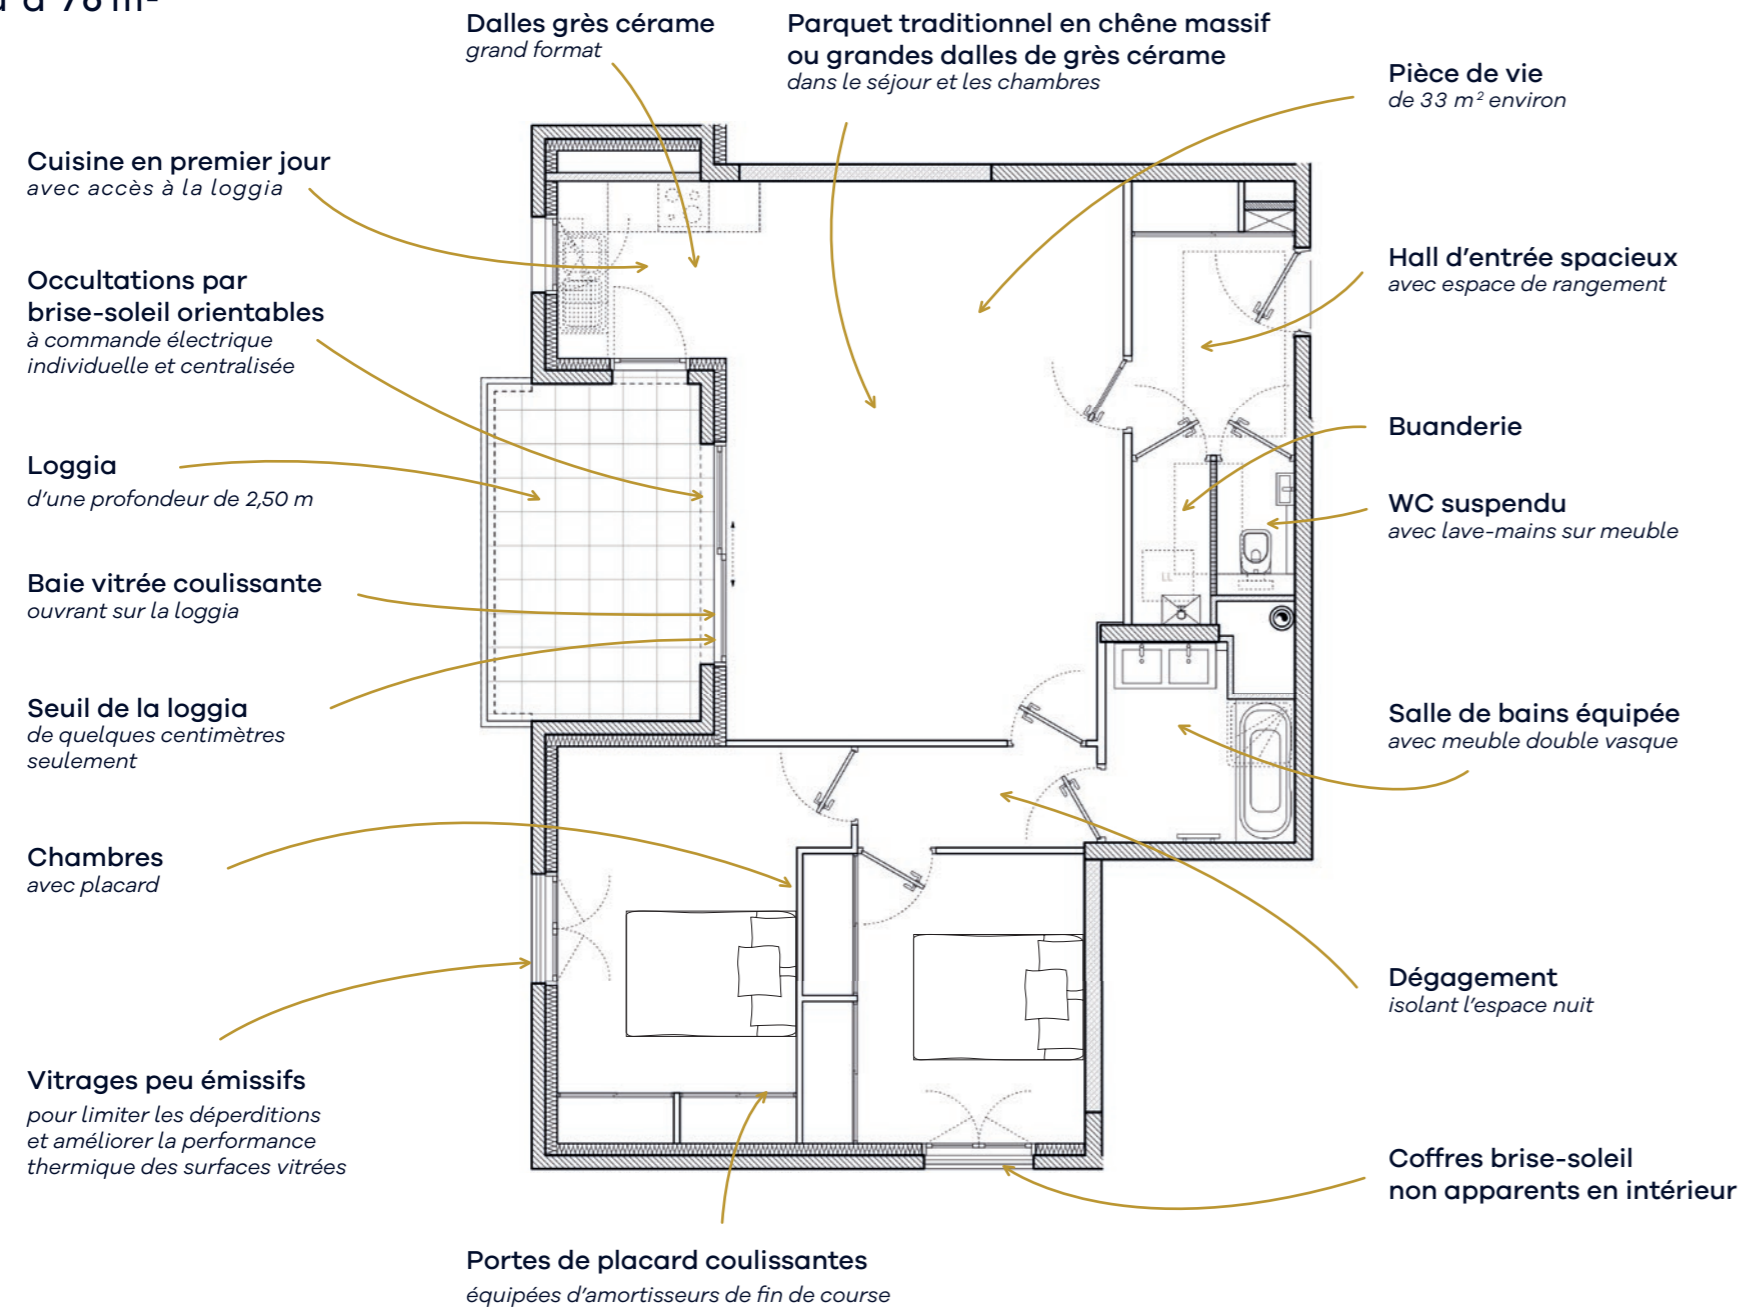 à 76 m²
Dalles grès cérame
grand format
Parquet traditionnel en chêne massif
ou grandes dalles de grès cérame
dans le séjour et les chambres
Pièce de vie
de 33 m² environ
Cuisine en premier jour
avec accès à la loggia
Occultations par
brise-soleil orientables
à commande électrique
individuelle et centralisée
Hall d'entrée spacieux
avec espace de rangement
Loggia
d'une profondeur de 2,50 m
Buanderie
WC suspendu
avec lave-mains sur meuble
LL
Baie vitrée coulissante
ouvrant sur la loggia
Seuil de la loggia
de quelques centimètres
seulement
Salle de bains équipée
avec meuble double vasque
Chambres
avec placard
Dégagement
isolant l'espace nuit
Vitrages peu émissifs
pour limiter les déperditions
et améliorer la performance
thermique des surfaces vitrées
Coffres brise-soleil
non apparents en intérieur
Portes de placard coulissantes
équipées d'amortisseurs de fin de course